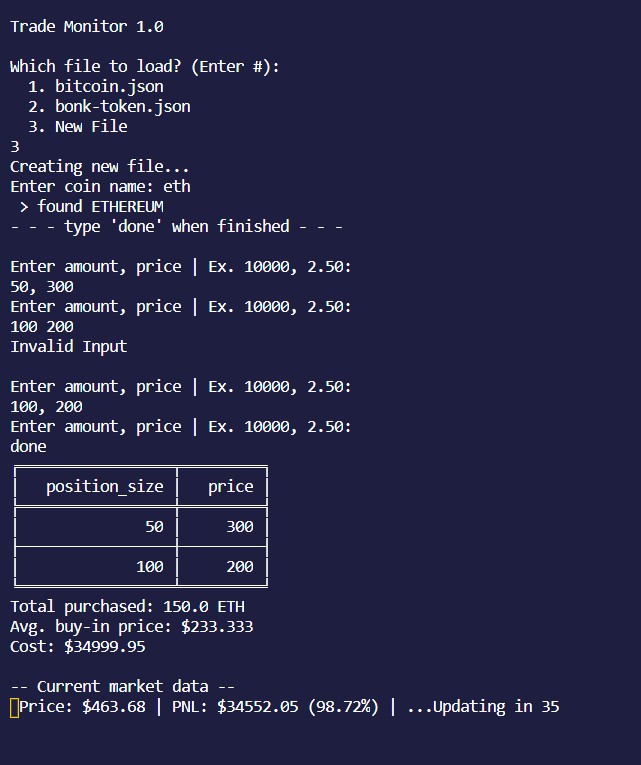 Trade Monitor 1.0
Which file to load? (Enter #):
1. bitcoin.json
2. bonk-token.json
3. New File
3
Creating new file...
Enter coin name: eth
> found ETHEREUM
- - - type 'done' when finished - - -
Enter amount, price | Ex. 10000, 2.50:
50, 300
Enter amount, price | Ex. 10000, 2.50:
100 200
Invalid Input
Enter amount, price | Ex. 10000, 2.50:
100, 200
Enter amount, price | Ex. 10000, 2.50:
done
position_size | price
50 | 300
100 | 200
Total purchased: 150.0 ETH
Avg. buy-in price: $233.333
Cost: $34999.95
-- Current market data --
Price: $463.68 | PNL: $34552.05 (98.72%) | ...Updating in 35